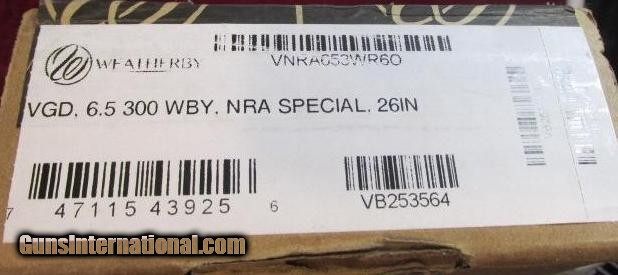 WEATHERBY
VNRA653WR6O
VGD, 6.5 300 WBY, NRA SPECIAL, 26IN
7 47115 43925 6
VB253564
GunsInternational.com